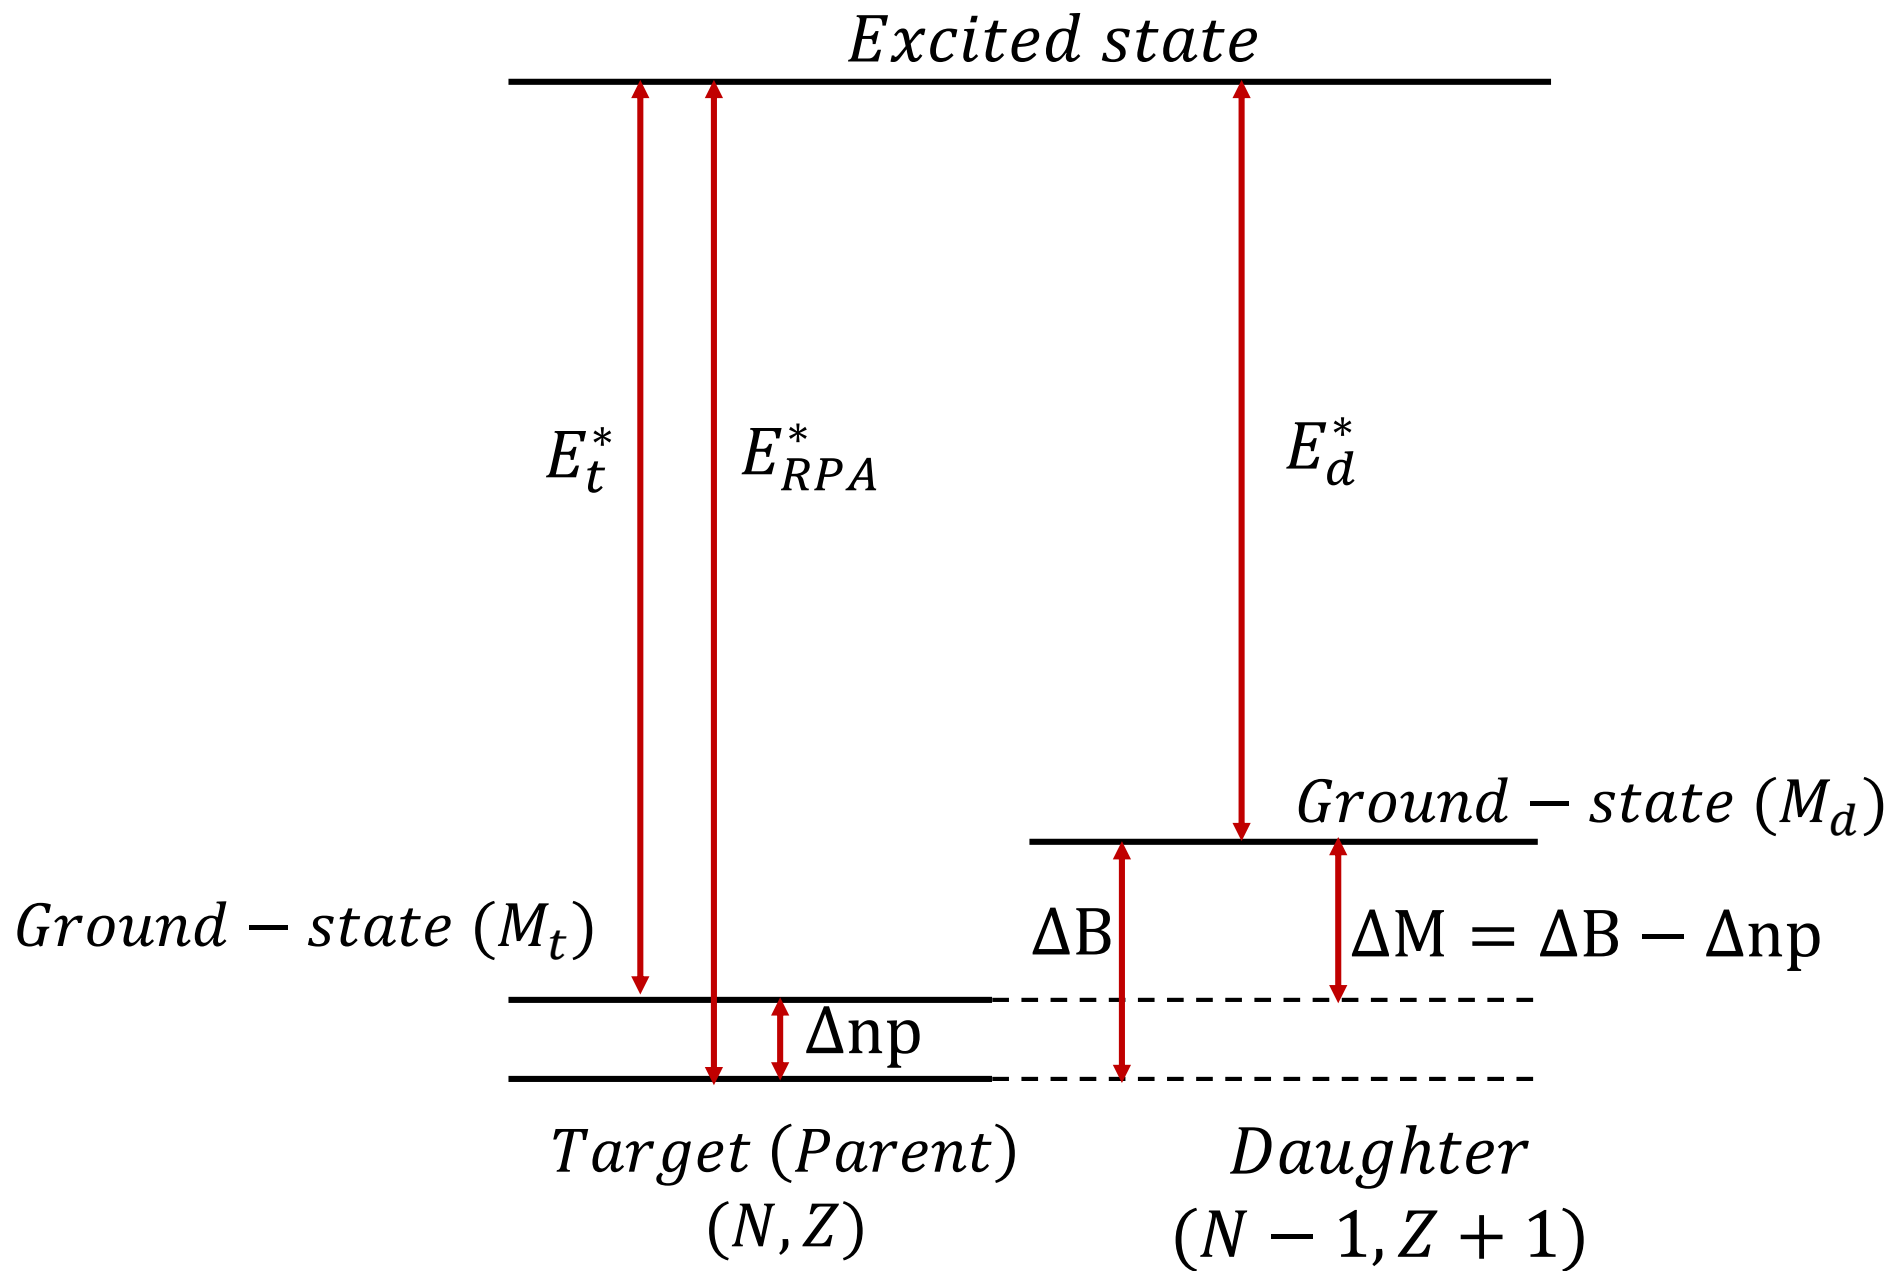 Excited state
E*t
E*RPA
E*d
Ground − state (Md)
Ground − state (Mt)
ΔB
ΔM = ΔB − Δnp
Δnp
Target (Parent)
(N, Z)
Daughter
(N − 1, Z + 1)